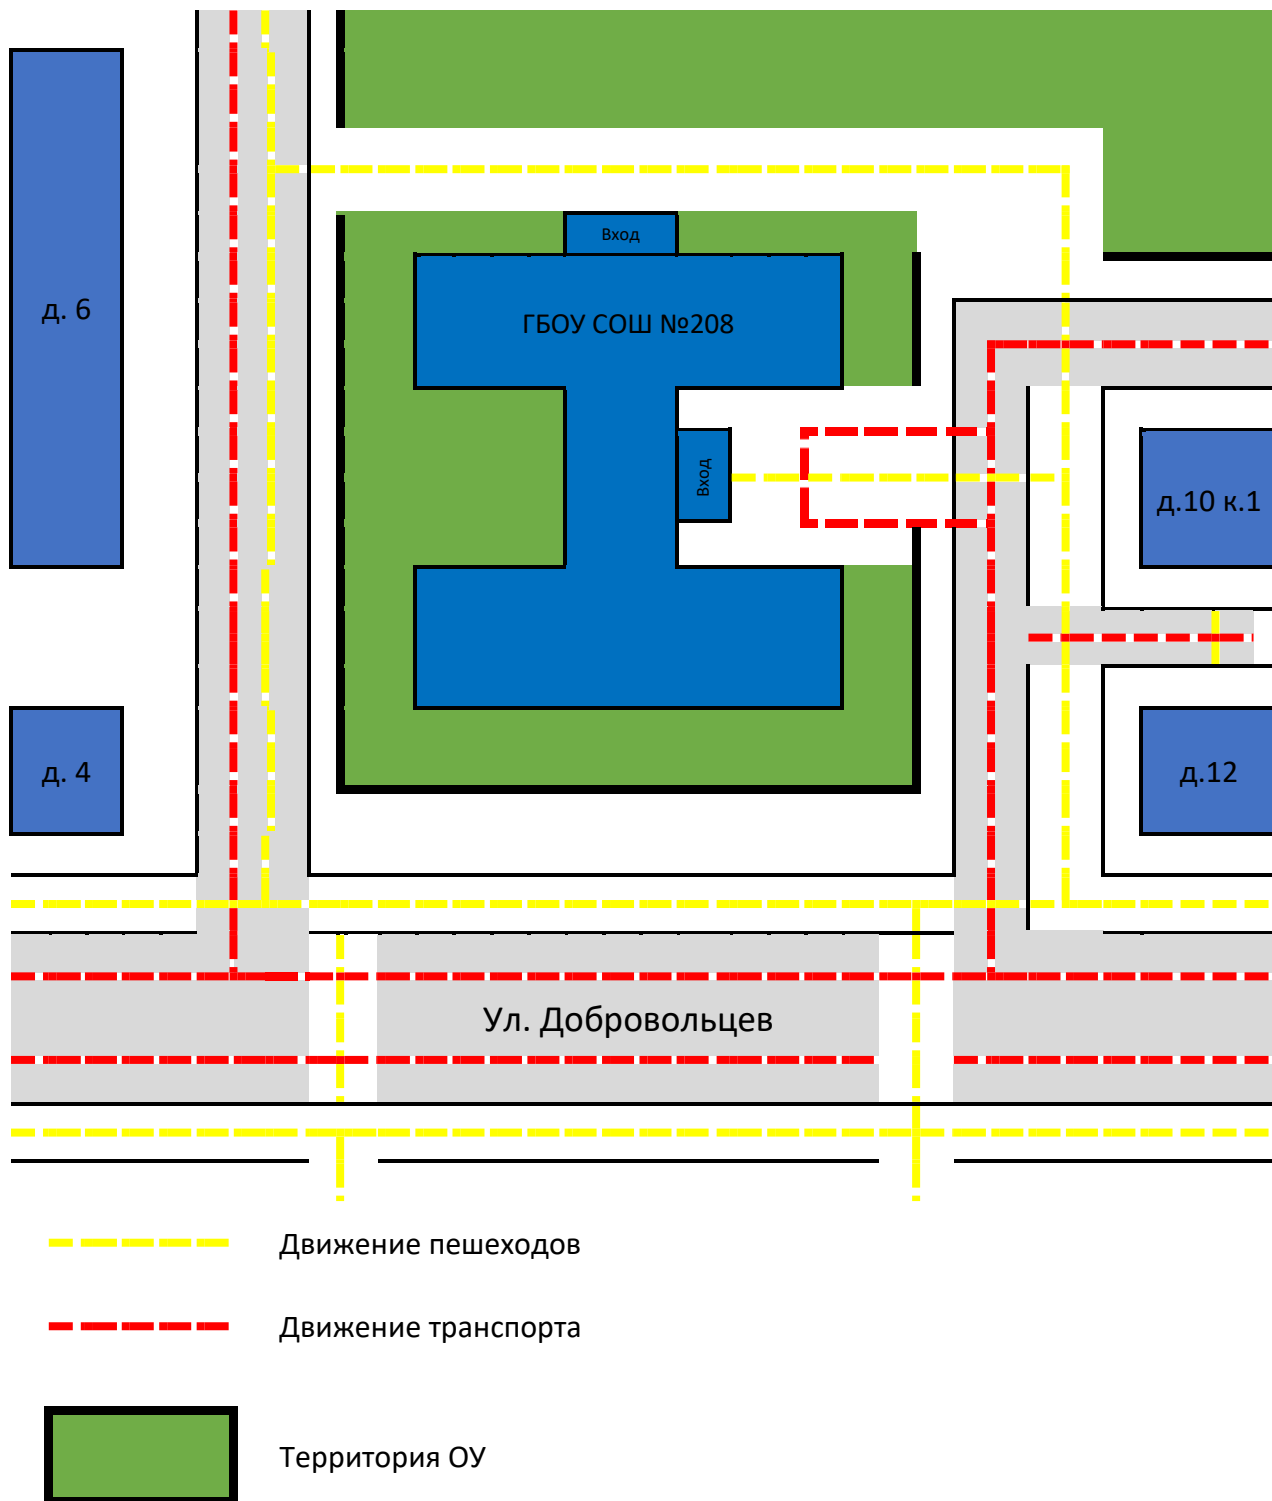 Вход
д. 6
ГБОУ СОШ №208
Вход
д.10 к.1
д. 4
д.12
Ул. Добровольцев
Движение пешеходов
Движение транспорта
Территория ОУ